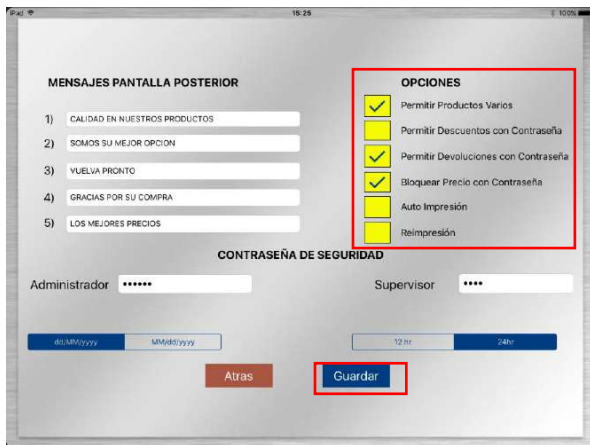 iPad 15:25 100%
MENSAJES PANTALLA POSTERIOR
1) CALIDAD EN NUESTROS PRODUCTOS
2) SOMOS SU MEJOR OPCION
3) VUELVA PRONTO
4) GRACIAS POR SU COMPRA
5) LOS MEJORES PRECIOS
OPCIONES
Permitir Productos Varios
Permitir Descuentos con Contraseña
Permitir Devoluciones con Contraseña
Bloquear Precio con Contraseña
Auto Impresión
Reimpresión
CONTRASEÑA DE SEGURIDAD
Administrador ••••••
Supervisor ••••
dd/MM/yyyy MM/dd/yyyy
12 hr 24hr
Atras Guardar